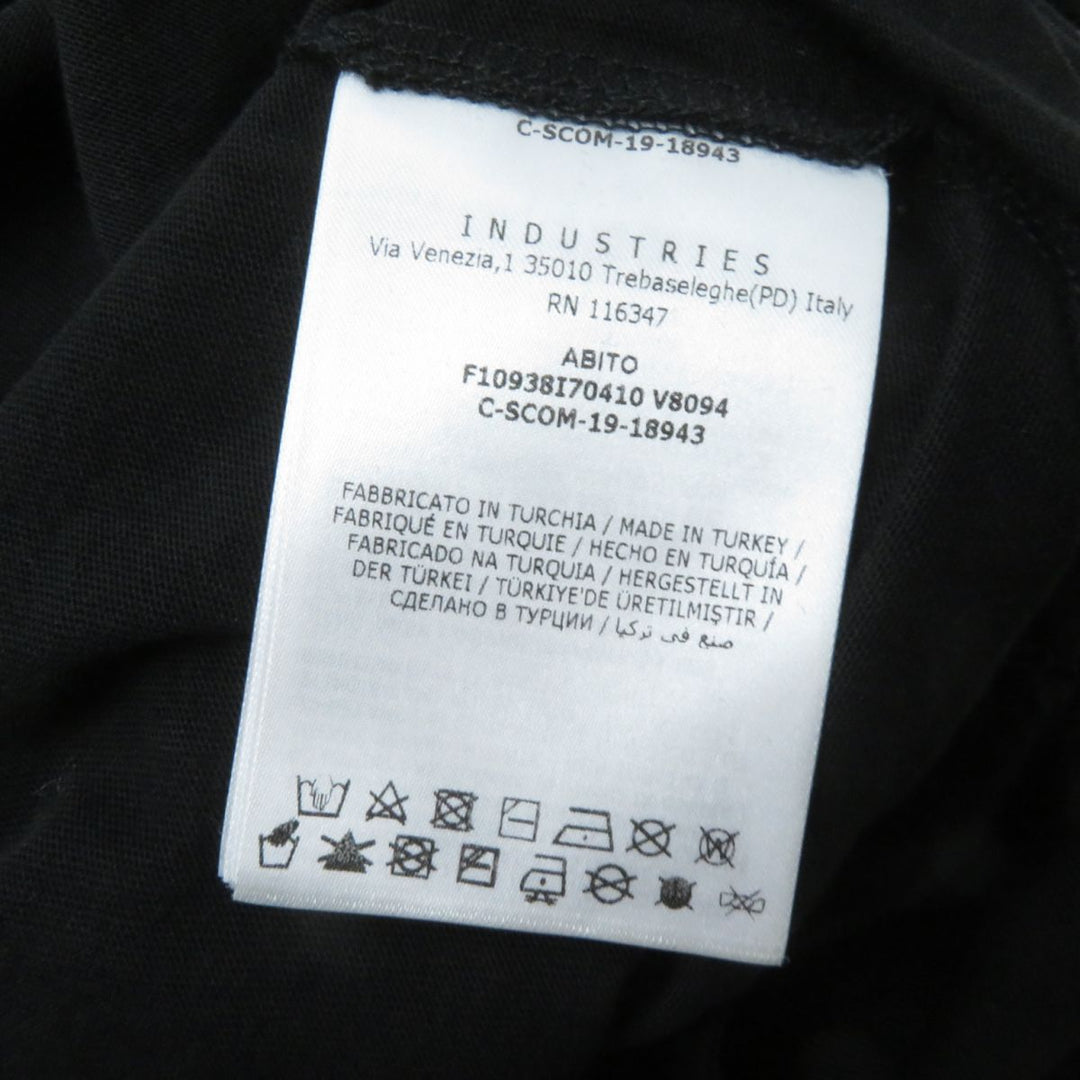 C-SCOM-19-18943
INDUSTRIES
Via Venezia,1 35010 Trebaseleghe(PD) Italy
RN 116347
ABITO
F10938I70410 V8094
C-SCOM-19-18943
FABBRICATO IN TURCHIA / MADE IN TURKEY /
FABRIQUÉ EN TURQUIE / HECHO EN TURQUÍA /
FABRICADO NA TURQUIA / HERGESTELLT IN
DER TÜRKEI / TÜRKIYE'DE ÜRETILMIŞTIR /
СДЕЛАНО В ТУРЦИИ / صنع في تركيا